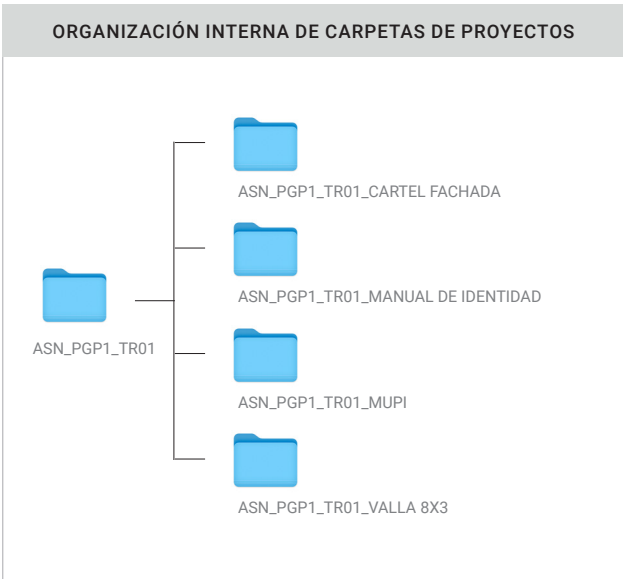 ORGANIZACIÓN INTERNA DE CARPETAS DE PROYECTOS
ASN_PGP1_TR01_CARTEL FACHADA
ASN_PGP1_TR01_MANUAL DE IDENTIDAD
ASN_PGP1_TR01
ASN_PGP1_TR01_MUPI
ASN_PGP1_TR01_VALLA 8X3